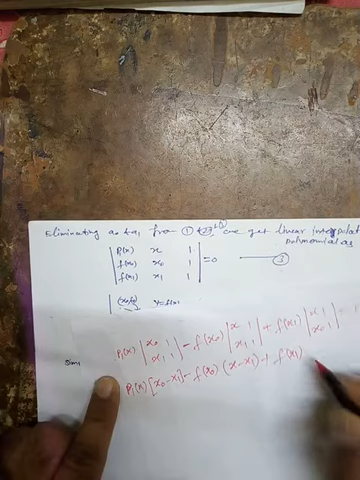 Eliminating a0 & a1 from ① & ② we get linear interpolat
polynomial as
| P(x) x 1 |
| f(x0) x0 1 | = 0 ——— ③
| f(x1) x1 1 |
y=f(x)
P1(x) | x0 1 | - f(x0) | x 1 | + f(x1) | x 1 |
| x1 1 | | x1 1 | | x0 1 |
P1(x) [x0-x1] - f(x0) (x-x1) + f(x1)